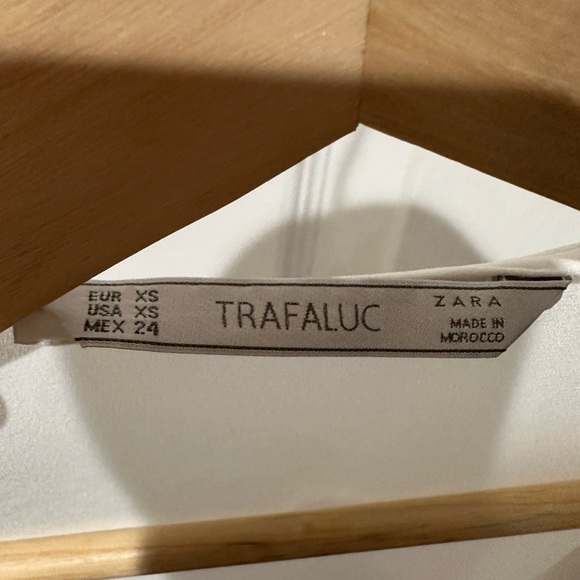 EUR XS
USA XS
MEX 24
TRAFALUC
ZARA
MADE IN
MOROCCO